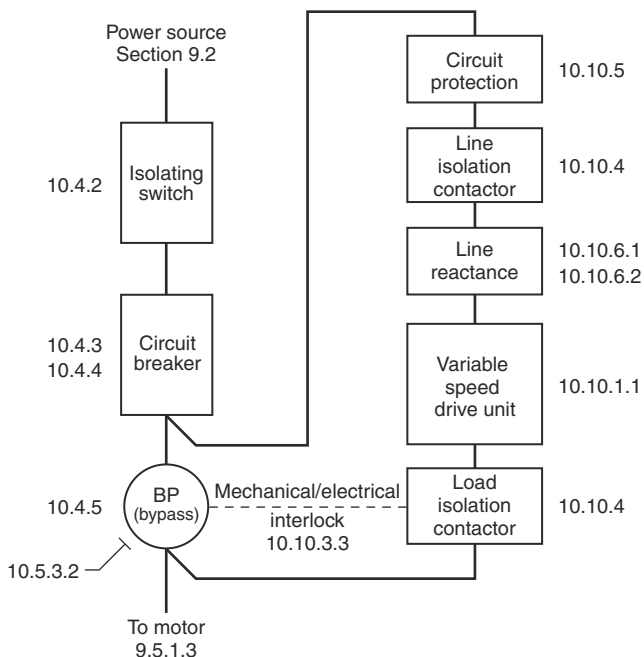 Power source
Section 9.2
10.4.2
Isolating
switch
10.4.3
10.4.4
Circuit
breaker
10.4.5
BP
(bypass)
10.5.3.2
To motor
9.5.1.3
Mechanical/electrical
interlock
10.10.3.3
Circuit
protection
10.10.5
Line
isolation
contactor
10.10.4
Line
reactance
10.10.6.1
10.10.6.2
Variable
speed
drive unit
10.10.1.1
Load
isolation
contactor
10.10.4